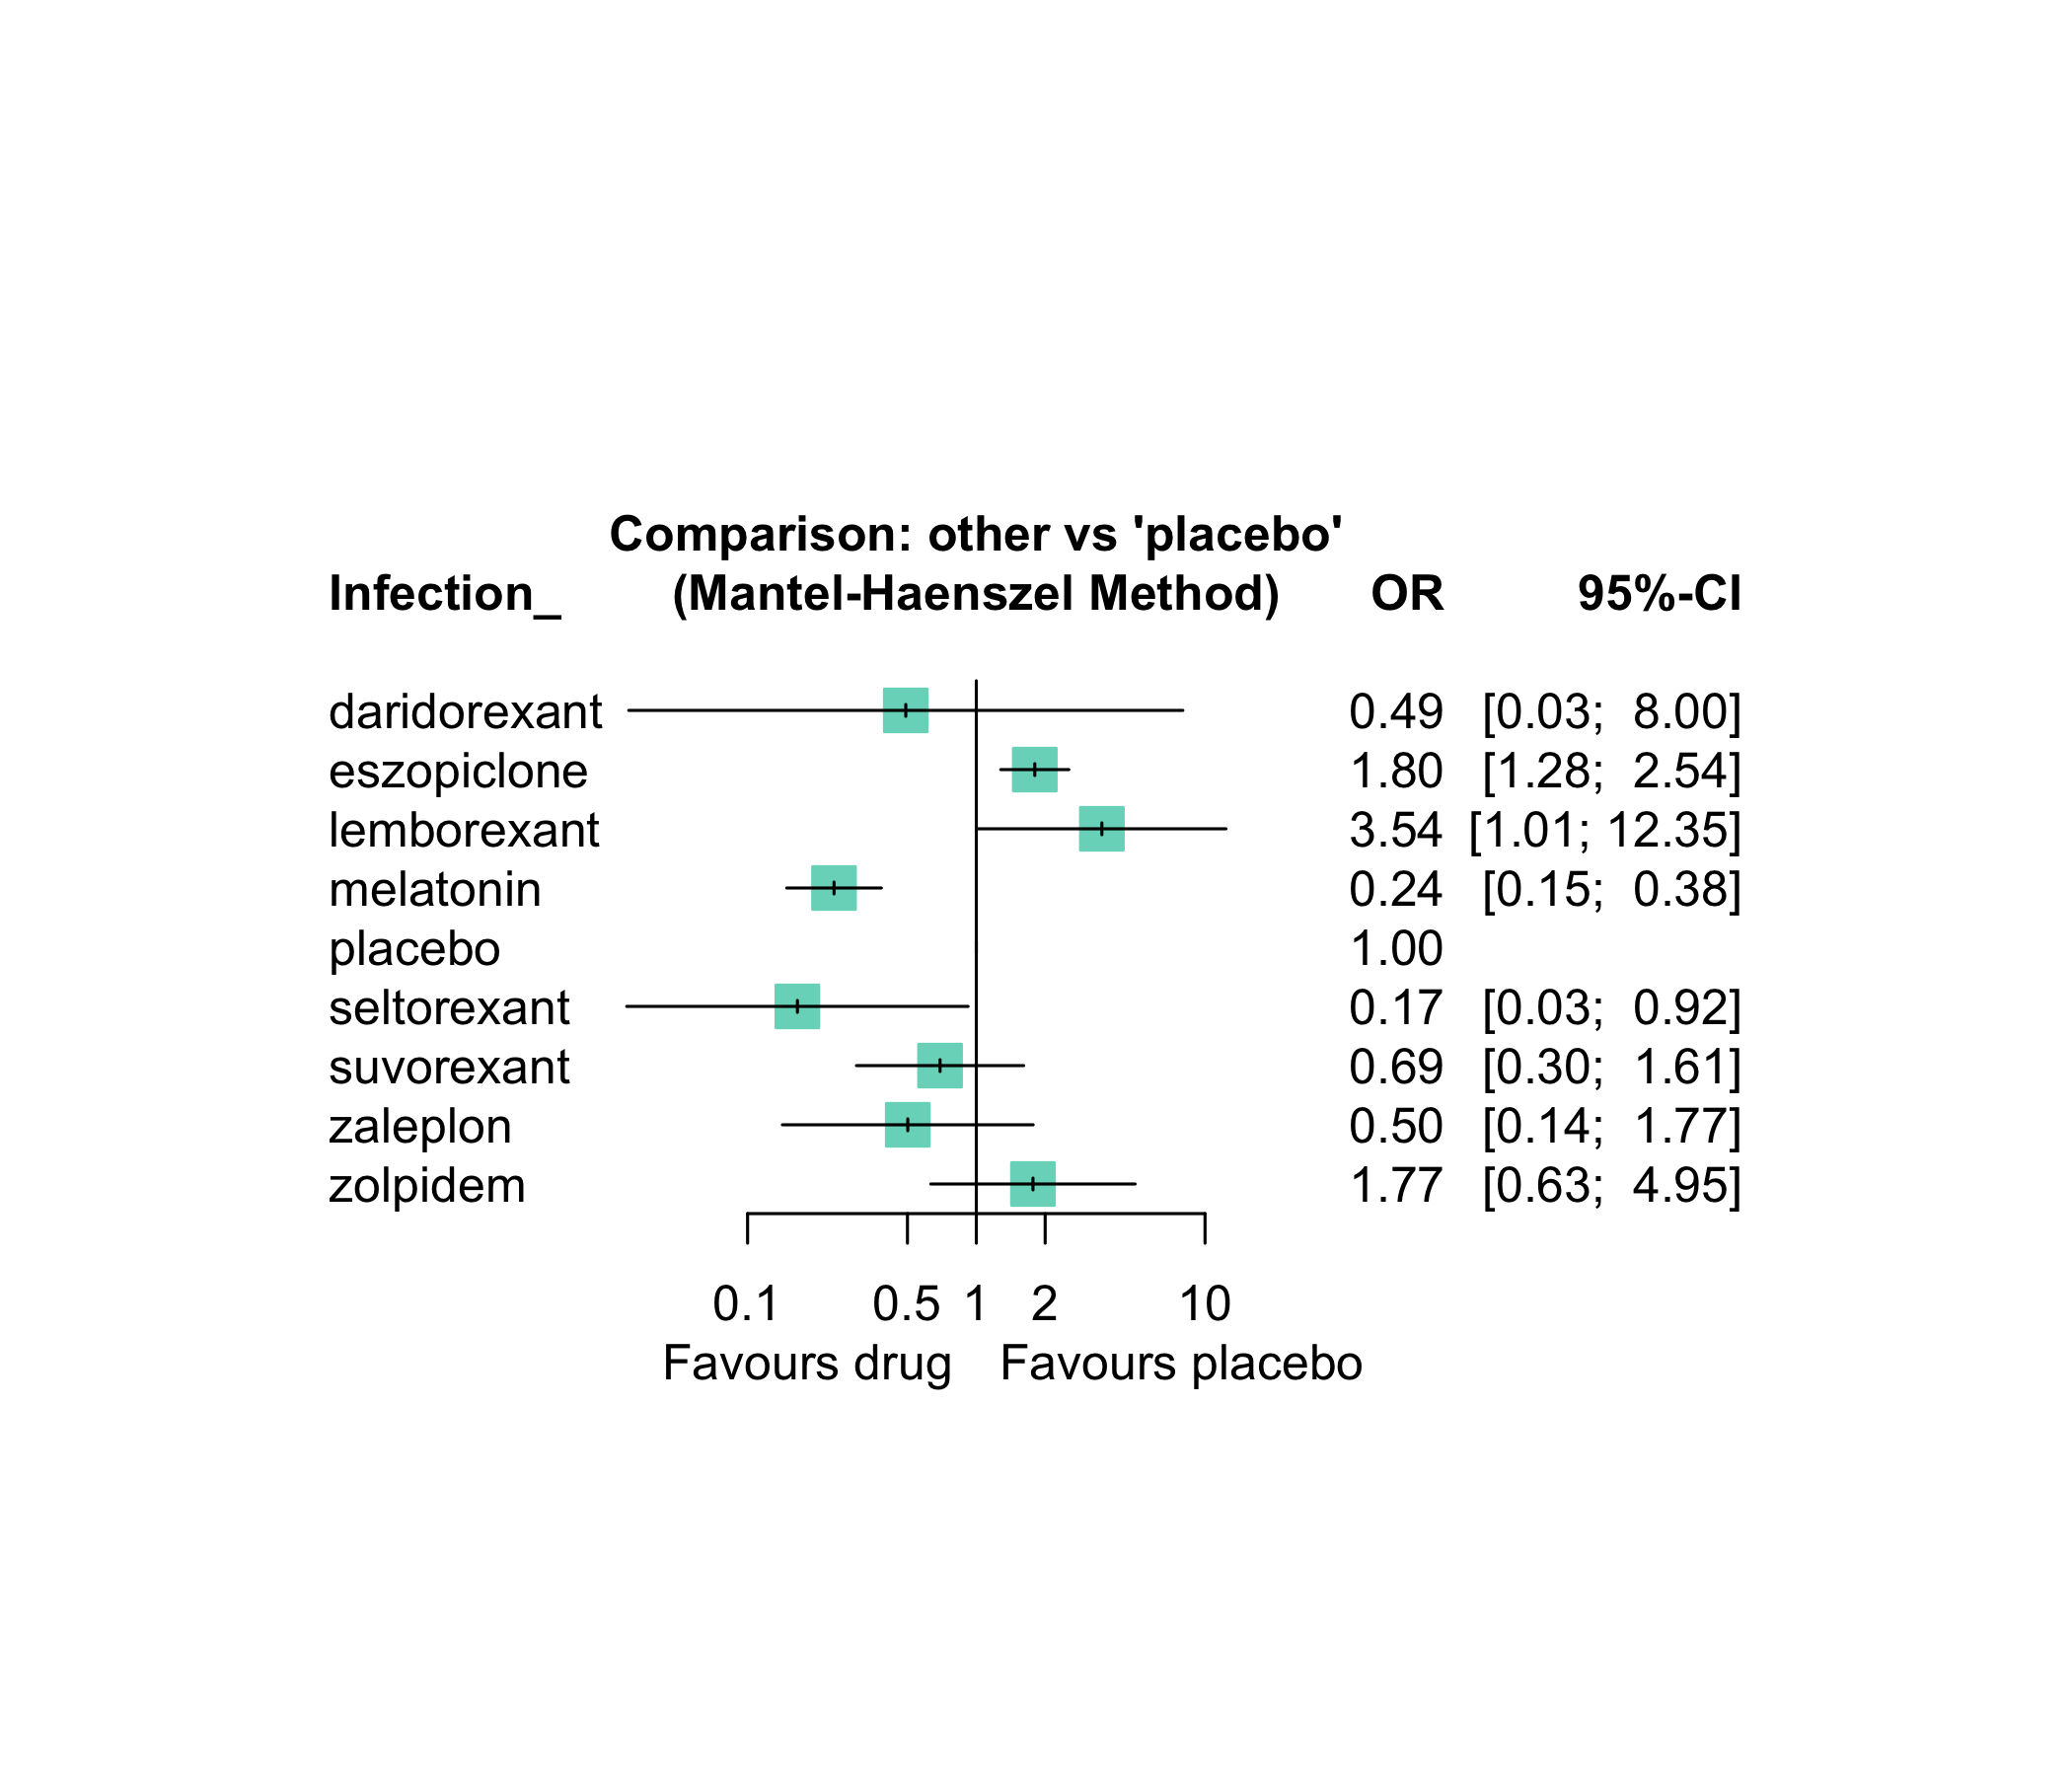 Comparison: other vs 'placebo'
Infection_ (Mantel-Haenszel Method) OR 95%-CI
daridorexant 0.49 [0.03; 8.00]
eszopiclone 1.80 [1.28; 2.54]
lemborexant 3.54 [1.01; 12.35]
melatonin 0.24 [0.15; 0.38]
placebo 1.00
seltorexant 0.17 [0.03; 0.92]
suvorexant 0.69 [0.30; 1.61]
zaleplon 0.50 [0.14; 1.77]
zolpidem 1.77 [0.63; 4.95]
0.1 0.5 1 2 10
Favours drug Favours placebo